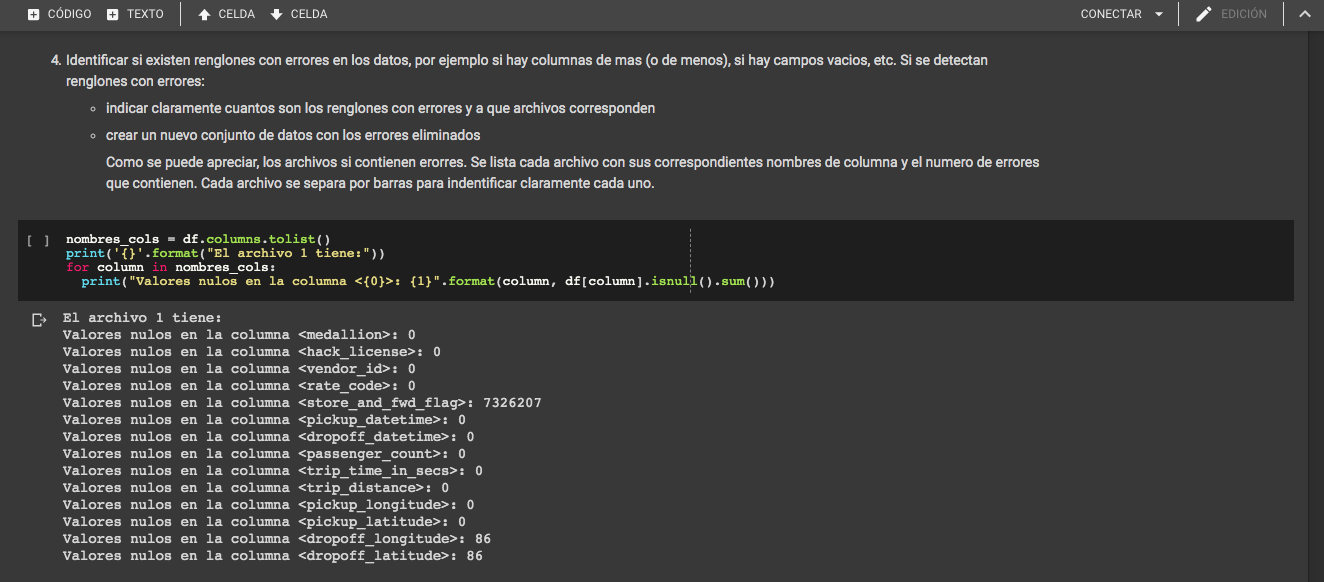 CÓDIGO TEXTO CELDA CELDA CONECTAR EDICIÓN
4. Identificar si existen renglones con errores en los datos, por ejemplo si hay columnas de mas (o de menos), si hay campos vacios, etc. Si se detectan
renglones con errores:
◦ indicar claramente cuantos son los renglones con errores y a que archivos corresponden
◦ crear un nuevo conjunto de datos con los errores eliminados
Como se puede apreciar, los archivos si contienen erorres. Se lista cada archivo con sus correspondientes nombres de columna y el numero de errores
que contienen. Cada archivo se separa por barras para indentificar claramente cada uno.
[ ] nombres_cols = df.columns.tolist()
print('{}'.format("El archivo 1 tiene:"))
for column in nombres_cols:
print("Valores nulos en la columna <{0}>: {1}".format(column, df[column].isnull().sum()))
El archivo 1 tiene:
Valores nulos en la columna <medallion>: 0
Valores nulos en la columna <hack_license>: 0
Valores nulos en la columna <vendor_id>: 0
Valores nulos en la columna <rate_code>: 0
Valores nulos en la columna <store_and_fwd_flag>: 7326207
Valores nulos en la columna <pickup_datetime>: 0
Valores nulos en la columna <dropoff_datetime>: 0
Valores nulos en la columna <passenger_count>: 0
Valores nulos en la columna <trip_time_in_secs>: 0
Valores nulos en la columna <trip_distance>: 0
Valores nulos en la columna <pickup_longitude>: 0
Valores nulos en la columna <pickup_latitude>: 0
Valores nulos en la columna <dropoff_longitude>: 86
Valores nulos en la columna <dropoff_latitude>: 86